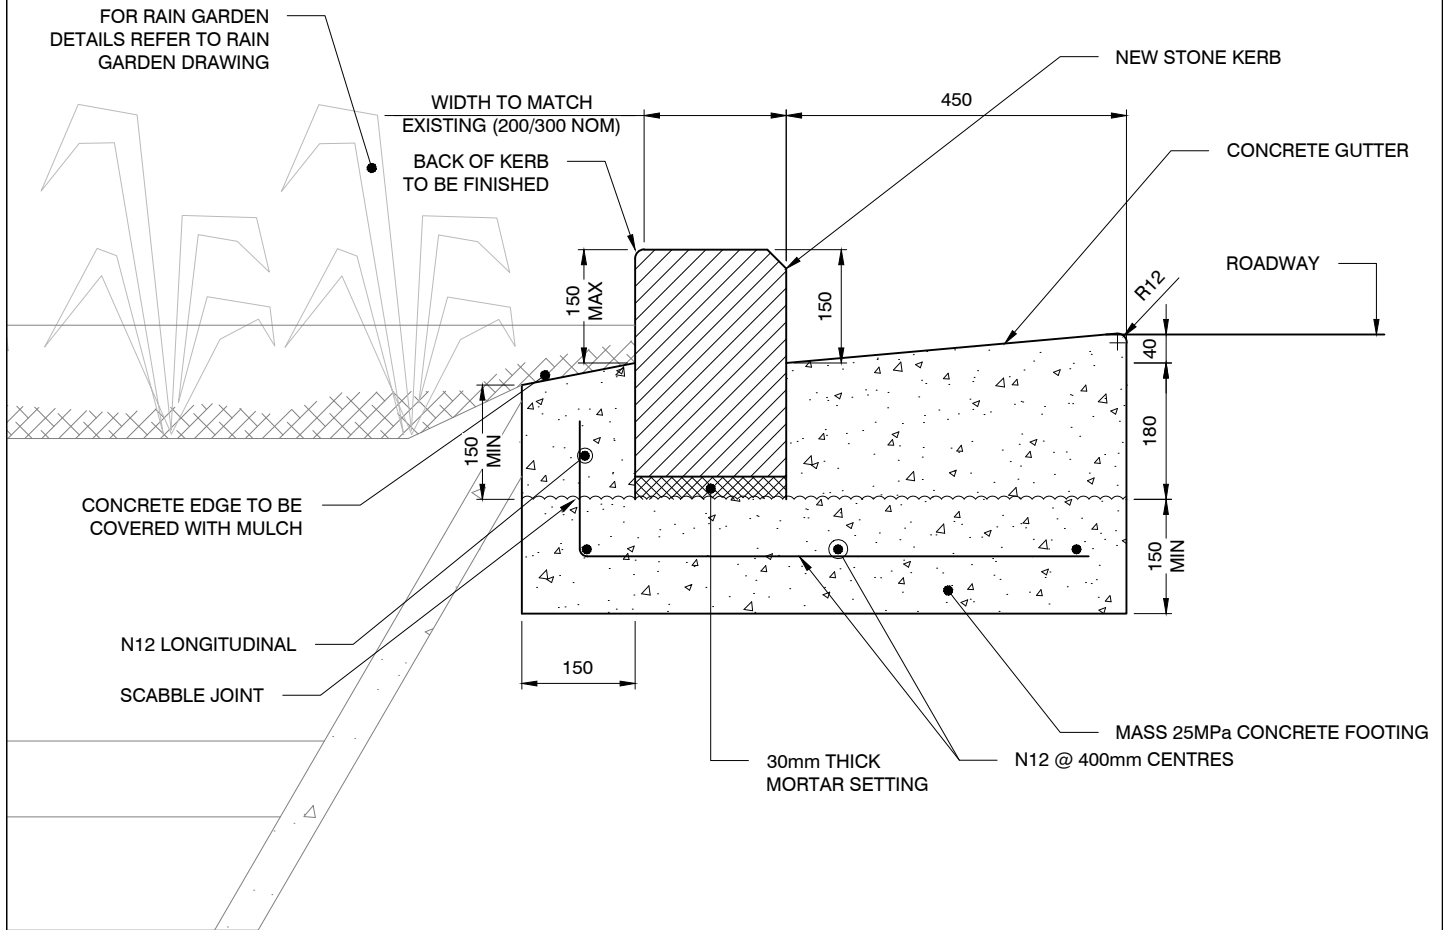 FOR RAIN GARDEN
DETAILS REFER TO RAIN
GARDEN DRAWING
NEW STONE KERB
WIDTH TO MATCH
EXISTING (200/300 NOM)
450
BACK OF KERB
TO BE FINISHED
CONCRETE GUTTER
ROADWAY
R12
150
MAX
150
40
180
150
MIN
150
MIN
CONCRETE EDGE TO BE
COVERED WITH MULCH
N12 LONGITUDINAL
SCABBLE JOINT
150
MASS 25MPa CONCRETE FOOTING
N12 @ 400mm CENTRES
30mm THICK
MORTAR SETTING